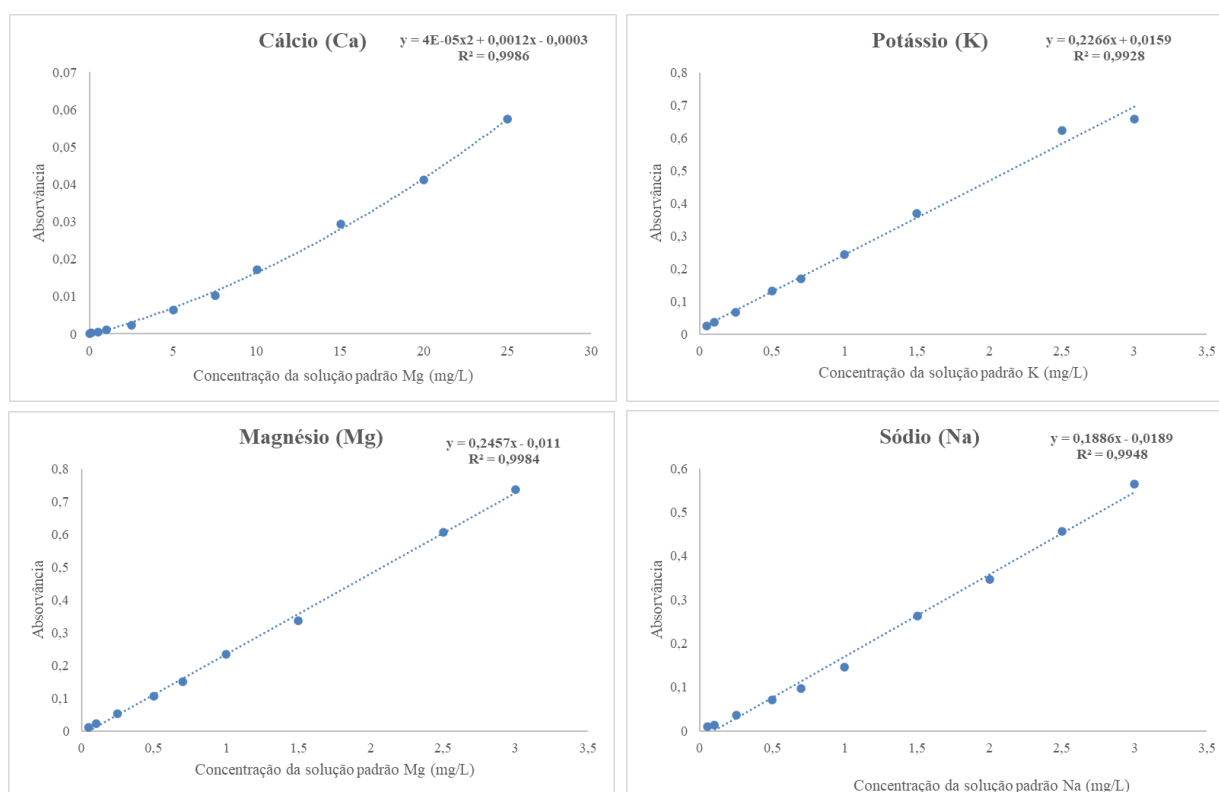 Cálcio (Ca)
y = 4E-05x2 + 0,0012x - 0,0003
R² = 0,9986
0,07
0,06
0,05
0,04
0,03
0,02
0,01
0
Absorvância
0 5 10 15 20 25 30
Concentração da solução padrão Mg (mg/L)
Potássio (K)
y = 0,2266x + 0,0159
R² = 0,9928
0,8
0,7
0,6
0,5
0,4
0,3
0,2
0,1
0
Absorvância
0 0,5 1 1,5 2 2,5 3 3,5
Concentração da solução padrão K (mg/L)
Magnésio (Mg)
y = 0,2457x - 0,011
R² = 0,9984
0,8
0,7
0,6
0,5
0,4
0,3
0,2
0,1
0
Absorvância
0 0,5 1 1,5 2 2,5 3 3,5
Concentração da solução padrão Mg (mg/L)
Sódio (Na)
y = 0,1886x - 0,0189
R² = 0,9948
0,6
0,5
0,4
0,3
0,2
0,1
0
Absorvância
0 0,5 1 1,5 2 2,5 3 3,5
Concentração da solução padrão Na (mg/L)